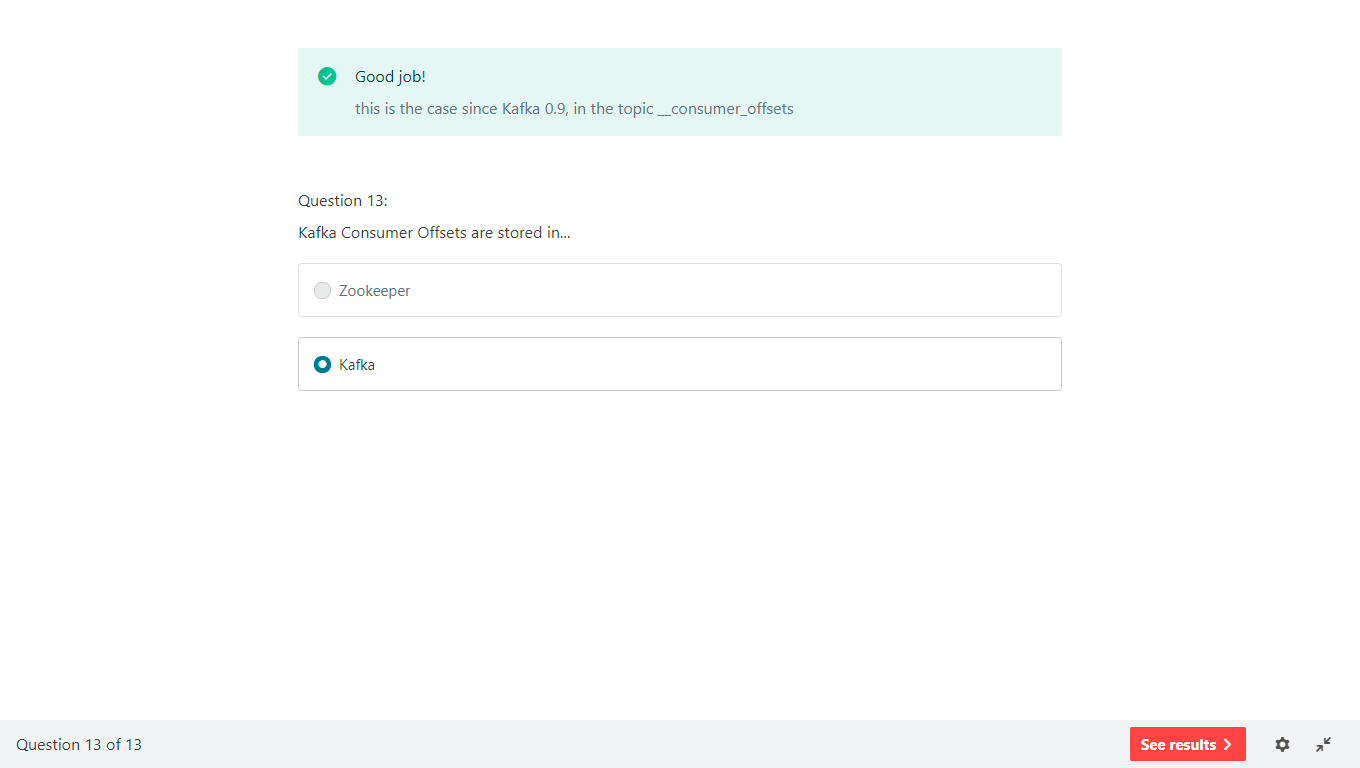 Good job!
this is the case since Kafka 0.9, in the topic __consumer_offsets
Question 13:
Kafka Consumer Offsets are stored in...
Zookeeper
Kafka
Question 13 of 13
See results